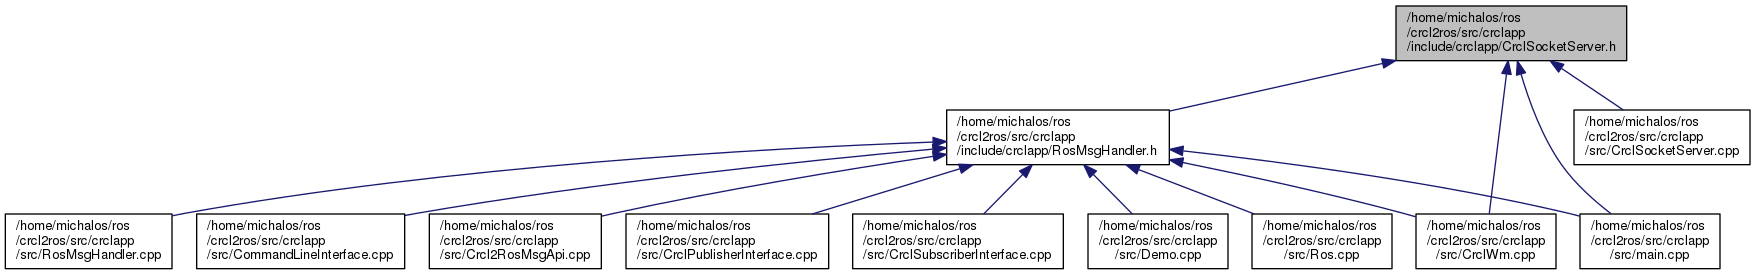 /home/michalos/ros
/crcl2ros/src/crclapp
/include/crclapp/CrclSocketServer.h
/home/michalos/ros
/crcl2ros/src/crclapp
/include/crclapp/RosMsgHandler.h
/home/michalos/ros
/crcl2ros/src/crclapp
/src/CrclSocketServer.cpp
/home/michalos/ros
/crcl2ros/src/crclapp
/src/RosMsgHandler.cpp
/home/michalos/ros
/crcl2ros/src/crclapp
/src/CommandLineInterface.cpp
/home/michalos/ros
/crcl2ros/src/crclapp
/src/Crcl2RosMsgApi.cpp
/home/michalos/ros
/crcl2ros/src/crclapp
/src/CrclPublisherInterface.cpp
/home/michalos/ros
/crcl2ros/src/crclapp
/src/CrclSubscriberInterface.cpp
/home/michalos/ros
/crcl2ros/src/crclapp
/src/Demo.cpp
/home/michalos/ros
/crcl2ros/src/crclapp
/src/Ros.cpp
/home/michalos/ros
/crcl2ros/src/crclapp
/src/CrclWm.cpp
/home/michalos/ros
/crcl2ros/src/crclapp
/src/main.cpp